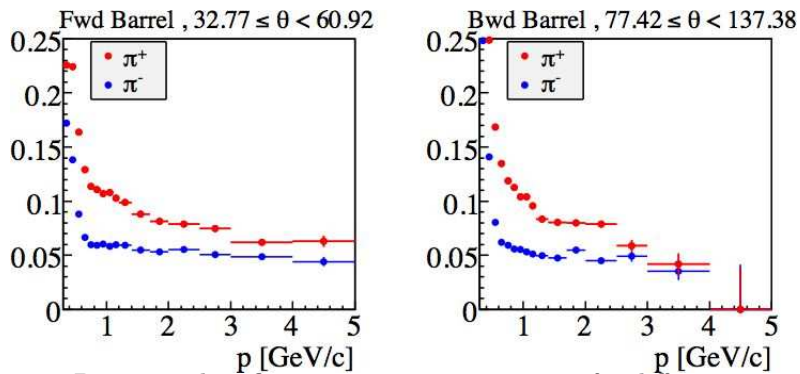 Fwd Barrel , 32.77 ≤ θ < 60.92
0.25
0.2
0.15
0.1
0.05
0
π⁺
π⁻
1 2 3 4 5
p [GeV/c]
Bwd Barrel , 77.42 ≤ θ < 137.38
0.25
0.2
0.15
0.1
0.05
0
π⁺
π⁻
1 2 3 4 5
p [GeV/c]